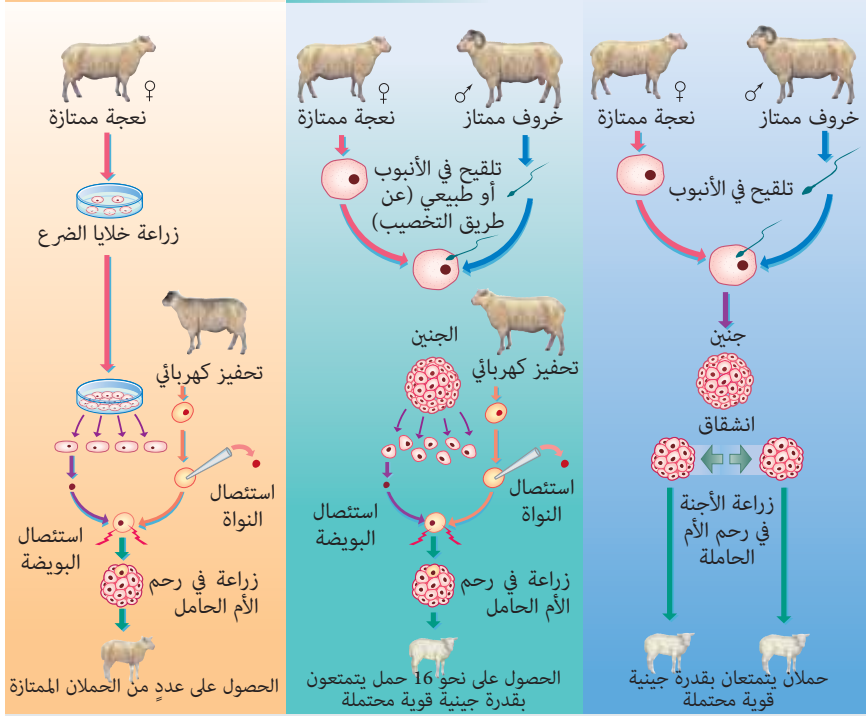 خروف ممتاز
نعجة ممتازة
♂
♀
تلقيح في الأنبوب
جنين
انشقاق
زراعة الأجنة
في رحم الأم
الحاملة
حملان يتمتعان بقدرة جينية
قوية محتملة
خروف ممتاز
نعجة ممتازة
♂
♀
تلقيح في الأنبوب
أو طبيعي (عن
طريق التخصيب)
الجنين
تحفيز كهربائي
استئصال
النواة
استئصال
البويضة
زراعة في رحم
الأم الحامل
الحصول على نحو 16 حمل يتمتعون
بقدرة جينية قوية محتملة
♀
نعجة ممتازة
زراعة خلايا الضرع
تحفيز كهربائي
استئصال
النواة
استئصال
البويضة
زراعة في رحم
الأم الحامل
الحصول على عددٍ من الحملان الممتازة